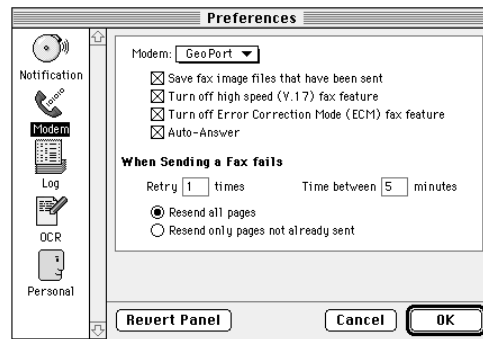 Preferences
Notification
Modem
Log
OCR
Personal
Modem: GeoPort
Save fax image files that have been sent
Turn off high speed (V.17) fax feature
Turn off Error Correction Mode (ECM) fax feature
Auto-Answer
When Sending a Fax fails
Retry 1 times Time between 5 minutes
Resend all pages
Resend only pages not already sent
Revert Panel Cancel OK